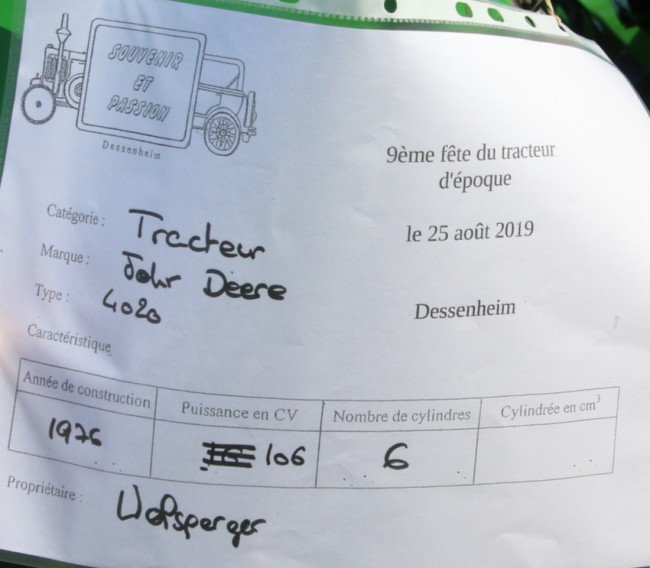 SOUVENIR
ET
PASSION
Dessenheim
9ème fête du tracteur
d'époque
le 25 août 2019
Dessenheim
Catégorie : Tracteur
Marque : John Deere
Type : 4020
Caractéristique
Année de construction Puissance en CV Nombre de cylindres Cylindrée en cm³
1976 106 6
Propriétaire :